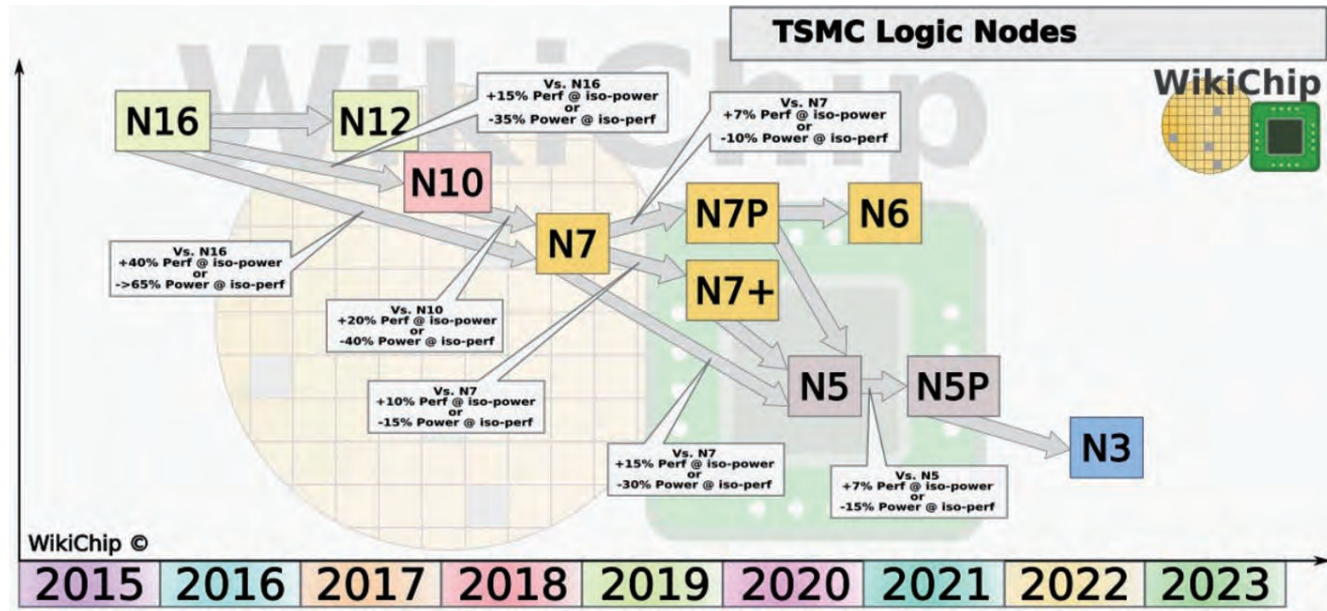 TSMC Logic Nodes
WikiChip
WikiChip
N16
N12
Vs. N16
+15% Perf @ iso-power
or
-35% Power @ iso-perf
Vs. N7
+7% Perf @ iso-power
or
-10% Power @ iso-perf
N10
N7
N7P
N6
N7+
Vs. N16
+40% Perf @ iso-power
or
->65% Power @ iso-perf
Vs. N10
+20% Perf @ iso-power
or
-40% Power @ iso-perf
Vs. N7
+10% Perf @ iso-power
or
-15% Power @ iso-perf
N5
N5P
N3
Vs. N7
+15% Perf @ iso-power
or
-30% Power @ iso-perf
Vs. N5
+7% Perf @ iso-power
or
-15% Power @ iso-perf
WikiChip ©
2015 2016 2017 2018 2019 2020 2021 2022 2023